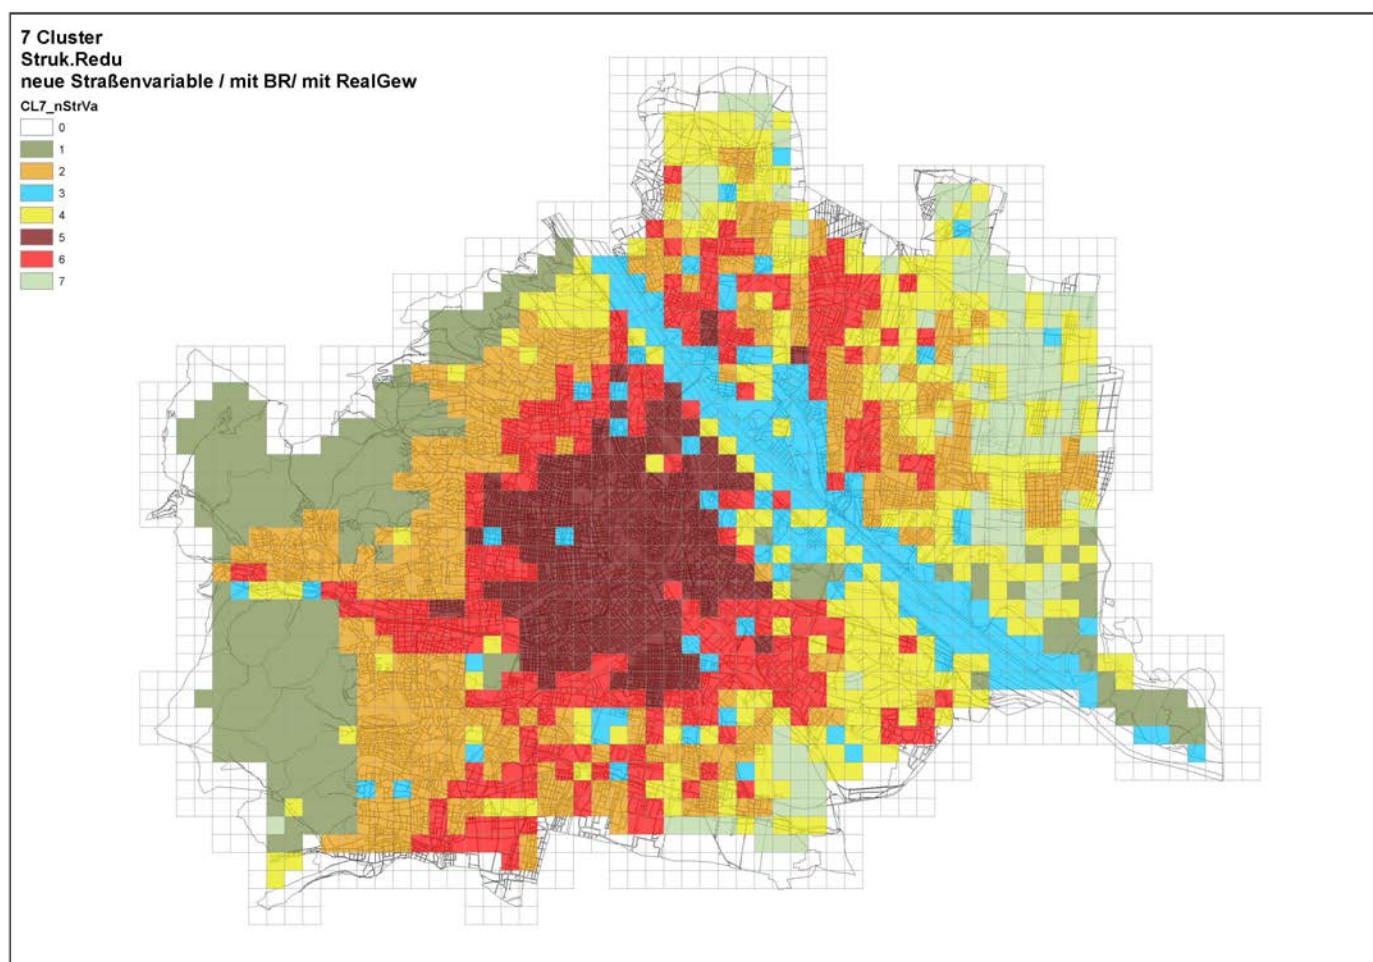 7 Cluster
Struk.Redu
neue Straßenvariable / mit BR/ mit RealGew
CL7_nStrVa
0
1
2
3
4
5
6
7